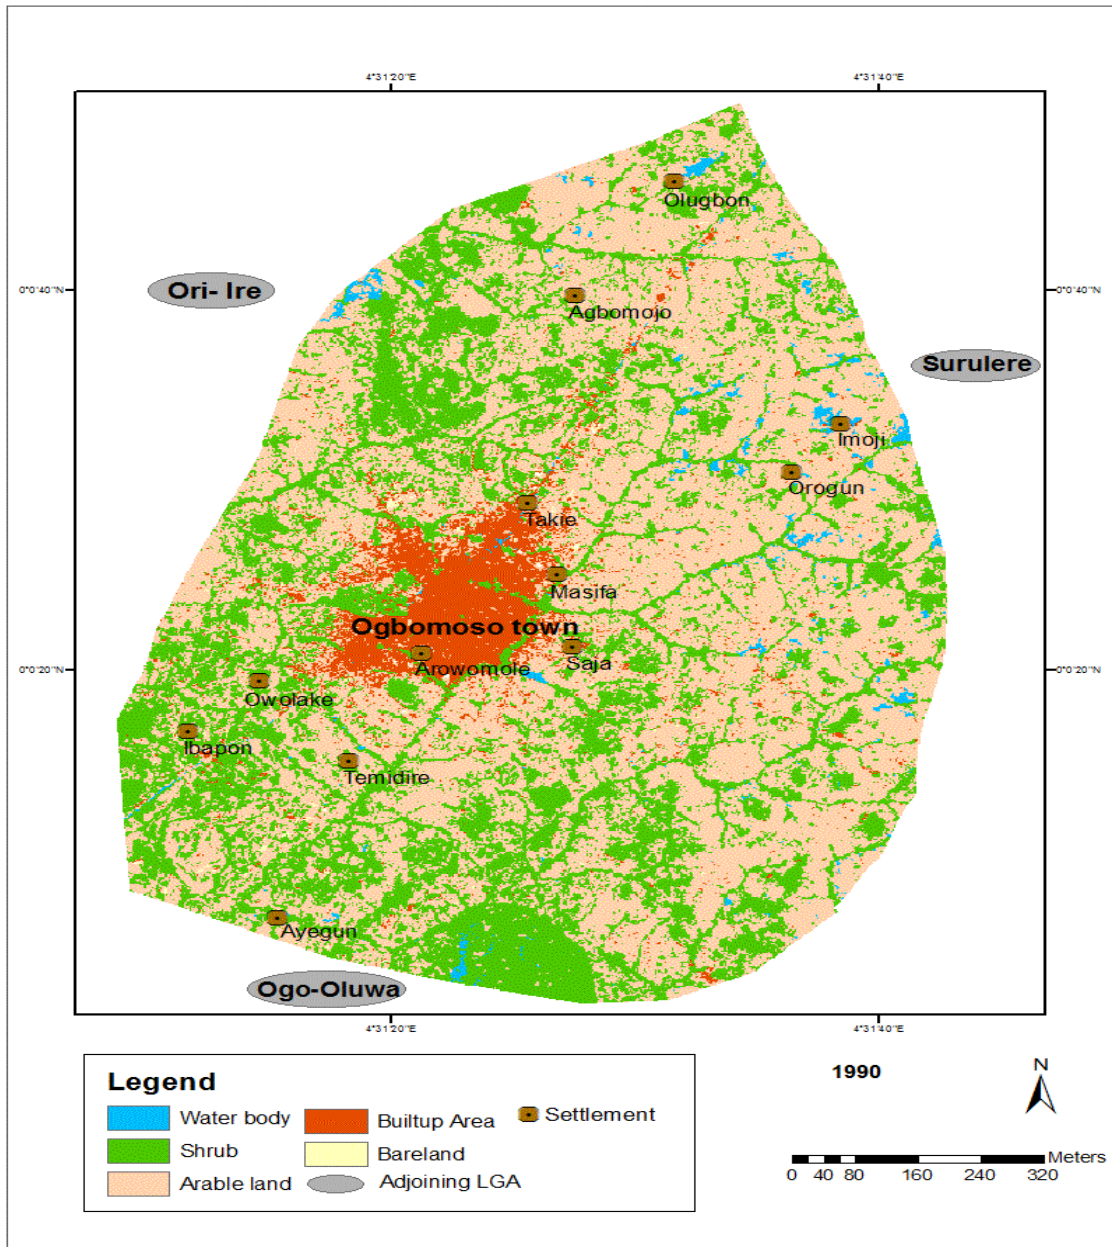 4°31'20"E
4°31'40"E
Olugbon
0°0'40"N
Ori- Ire
0°0'40"N
Agbomojo
Surulere
Imoji
Orogun
Takie
Masifa
Ogbomoso town
Saja
Arowomole
0°0'20"N
0°0'20"N
Owolake
Ibapon
Temidire
Ayegun
Ogo-Oluwa
4°31'20"E
4°31'40"E
Legend
Water body
Shrub
Arable land
Builtup Area
Bareland
Adjoining LGA
Settlement
1990
N
Meters
0 40 80 160 240 320